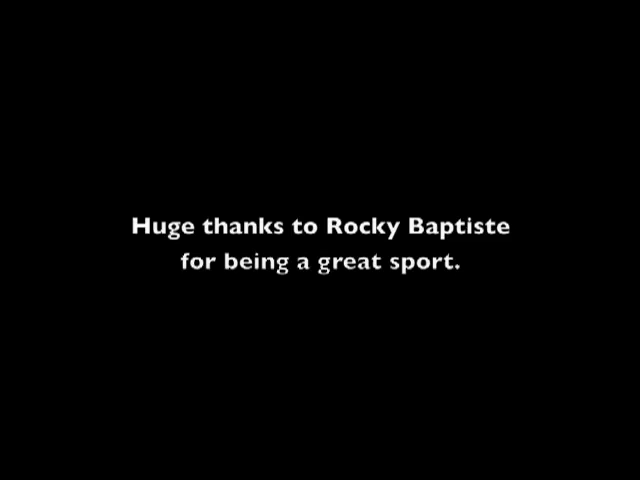 Huge thanks to Rocky Baptiste
for being a great sport.